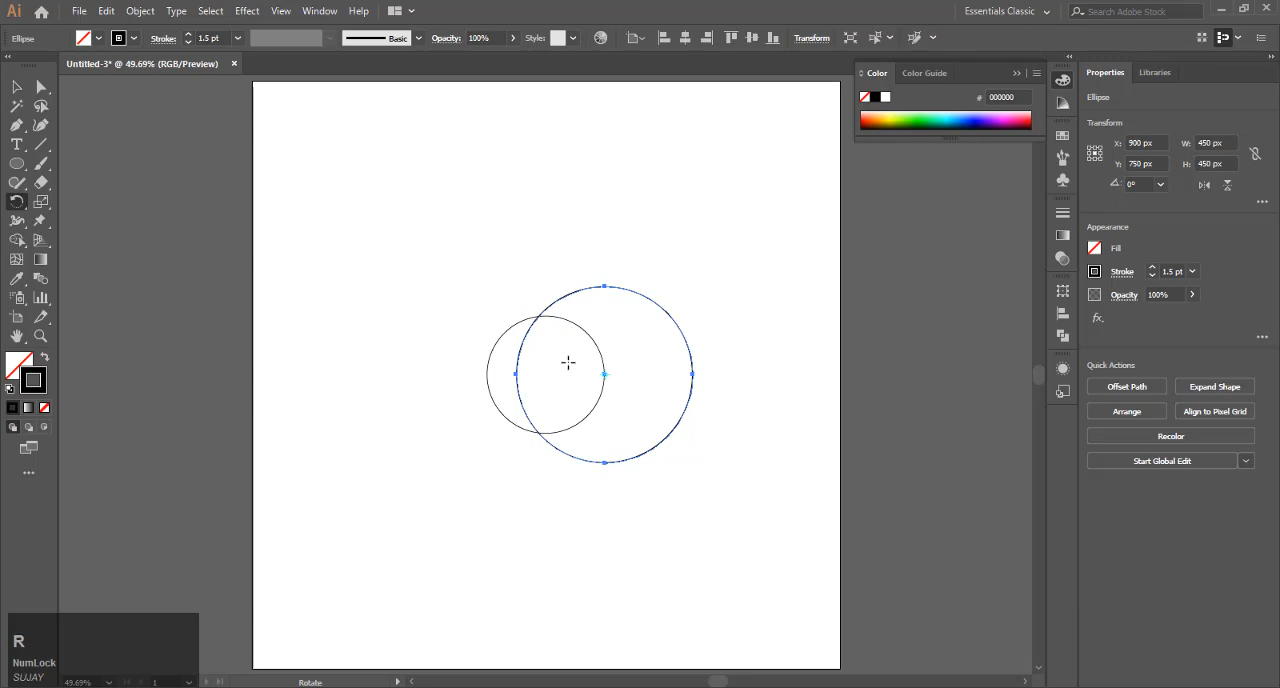 Ai File Edit Object Type Select Effect View Window Help Essentials Classic Search Adobe Stock
Ellipse Stroke: 1.5 pt Basic Opacity: 100% Style: Transform
Untitled-3* @ 49.69% (RGB/Preview) ×
Color Color Guide
# 000000
Properties Libraries
Ellipse
Transform
X: 900 px W: 450 px
Y: 750 px H: 450 px
0°
Appearance
Fill
Stroke 1.5 pt
Opacity 100%
fx.
Quick Actions
Offset Path Expand Shape
Arrange Align to Pixel Grid
Recolor
Start Global Edit
R
NumLock
SUJAY
49.69% 1 Rotate